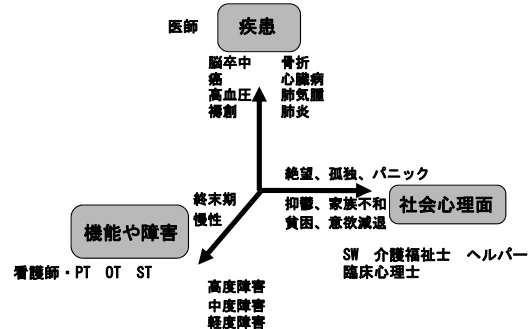 医師 疾患
脳卒中 骨折
癌 心臓病
高血圧 肺気腫
褥創 肺炎
絶望、孤独、パニック
抑鬱、家族不和
貧困、意欲減退
社会心理面
SW 介護福祉士 ヘルパー
臨床心理士
終末期
慢性
機能や障害
看護師・PT OT ST
高度障害
中度障害
軽度障害